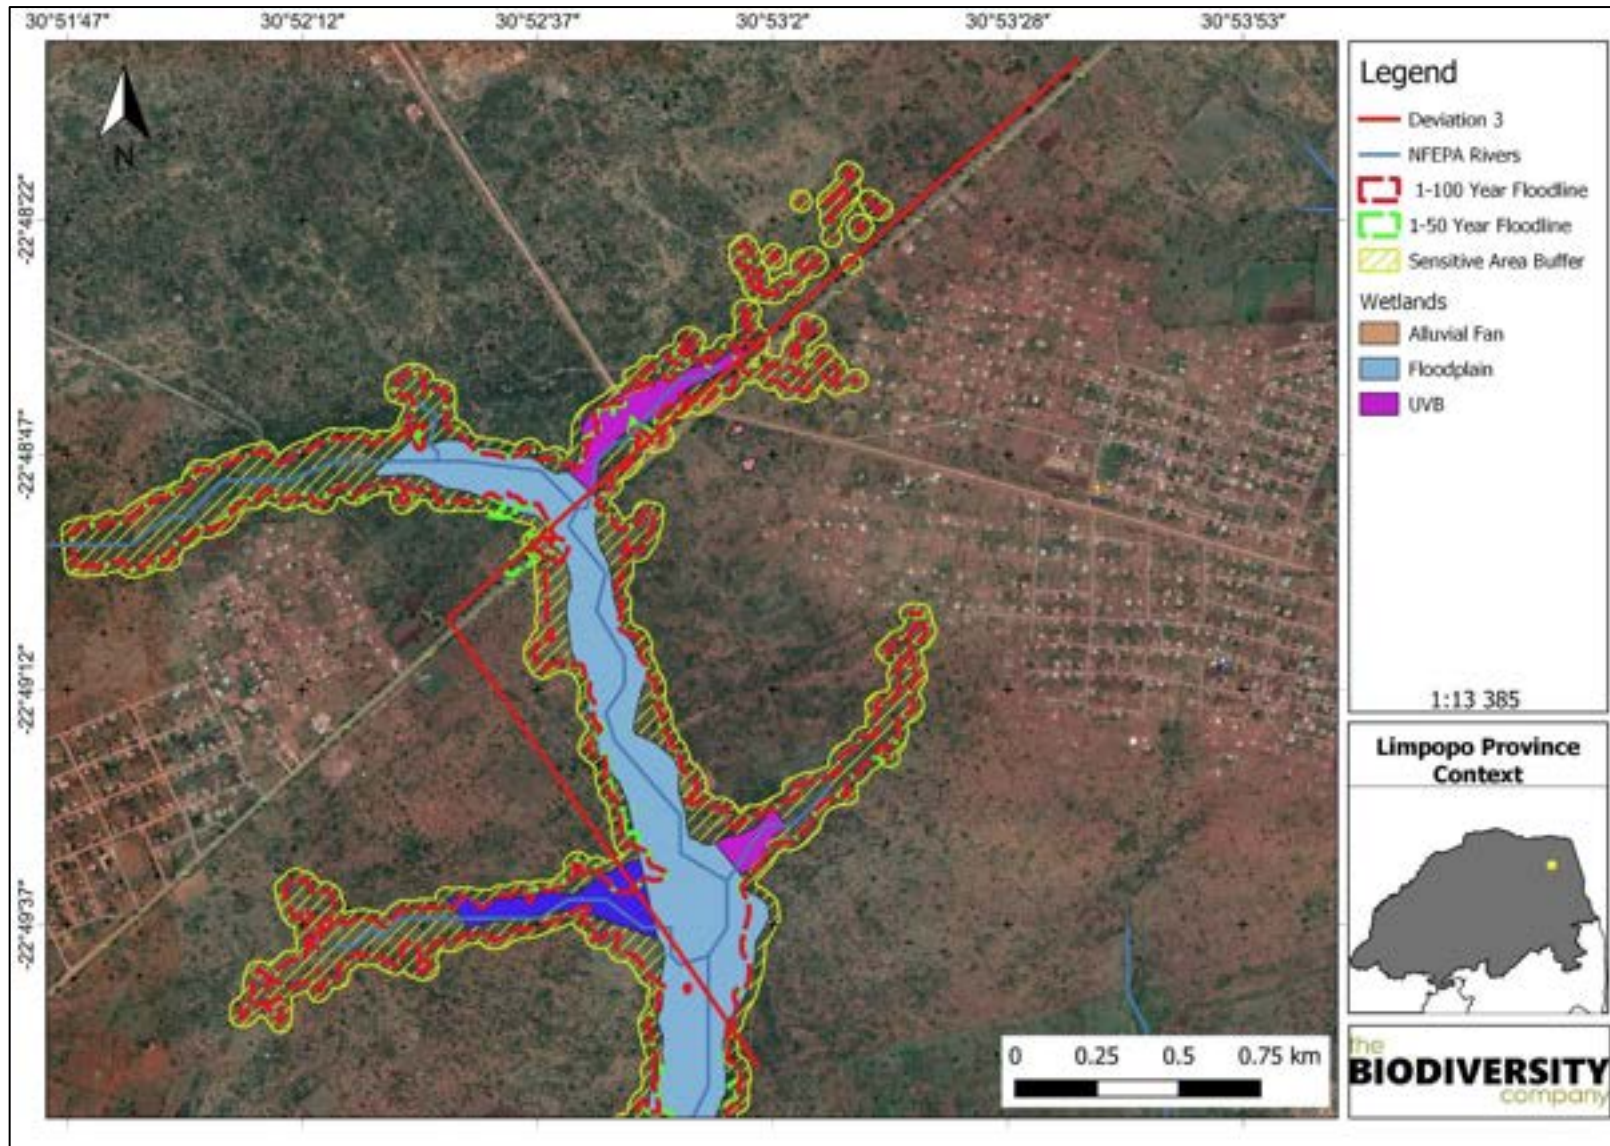 30°51'47" 30°52'12" 30°52'37" 30°53'2" 30°53'28" 30°53'53"
-22°48'22"
-22°48'47"
-22°49'12"
-22°49'37"
N
0 0.25 0.5 0.75 km
Legend
Deviation 3
NFEPA Rivers
1-100 Year Floodline
1-50 Year Floodline
Sensitive Area Buffer
Wetlands
Alluvial Fan
Floodplain
UVB
1:13 385
Limpopo Province
Context
the
BIODIVERSITY
company